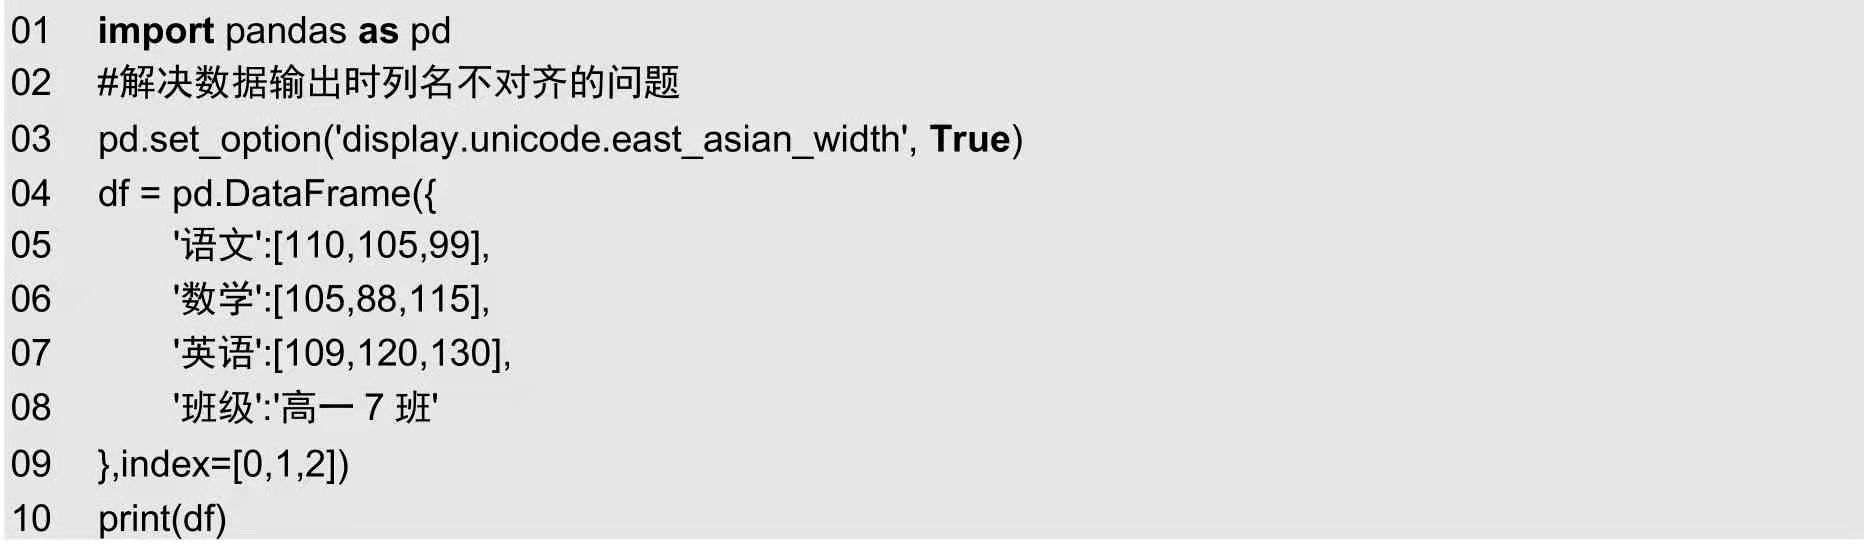 01 import pandas as pd
02 #解决数据输出时列名不对齐的问题
03 pd.set_option('display.unicode.east_asian_width', True)
04 df = pd.DataFrame({
05 '语文':[110,105,99],
06 '数学':[105,88,115],
07 '英语':[109,120,130],
08 '班级':'高一 7 班'
09 },index=[0,1,2])
10 print(df)